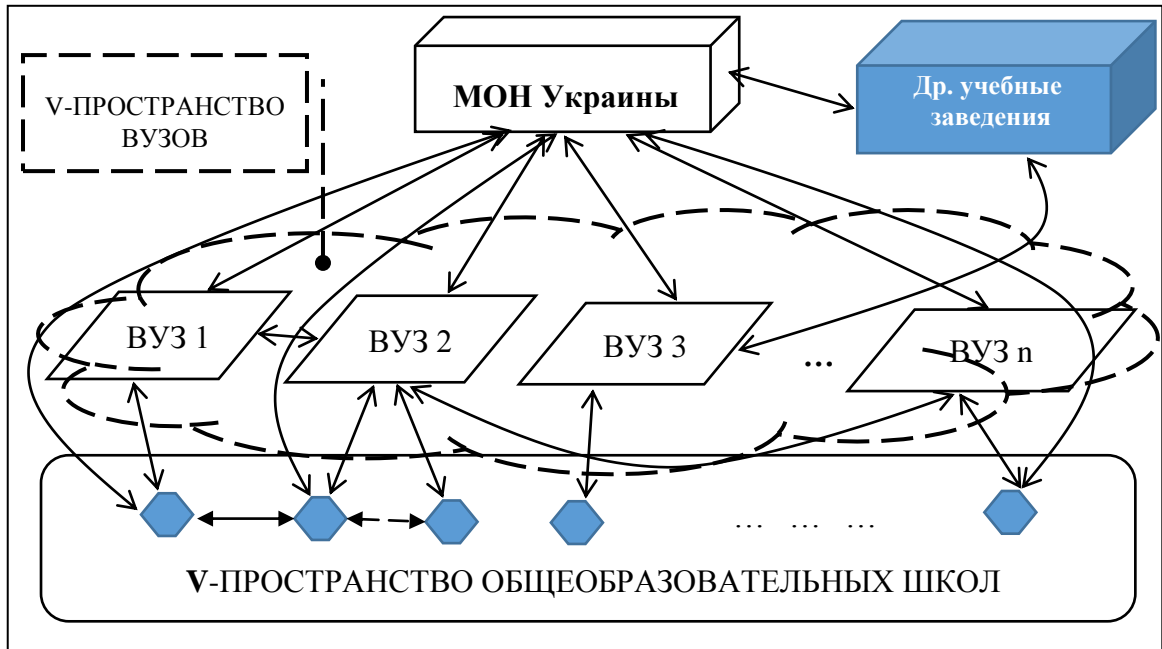 V-ПРОСТРАНСТВО
ВУЗОВ
МОН Украины
Др. учебные
заведения
ВУЗ 1
ВУЗ 2
ВУЗ 3
...
ВУЗ n
... ... ...
V-ПРОСТРАНСТВО ОБЩЕОБРАЗОВАТЕЛЬНЫХ ШКОЛ